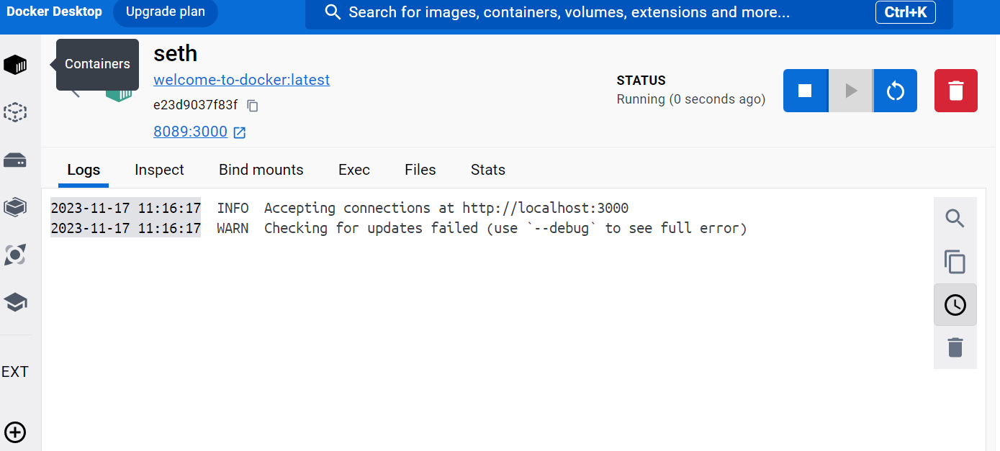 Docker Desktop
Upgrade plan
Search for images, containers, volumes, extensions and more...
Ctrl+K
Containers
seth
welcome-to-docker:latest
e23d9037f83f
8089:3000
STATUS
Running (0 seconds ago)
Logs
Inspect
Bind mounts
Exec
Files
Stats
2023-11-17 11:16:17 INFO Accepting connections at http://localhost:3000
2023-11-17 11:16:17 WARN Checking for updates failed (use `--debug` to see full error)
EXT